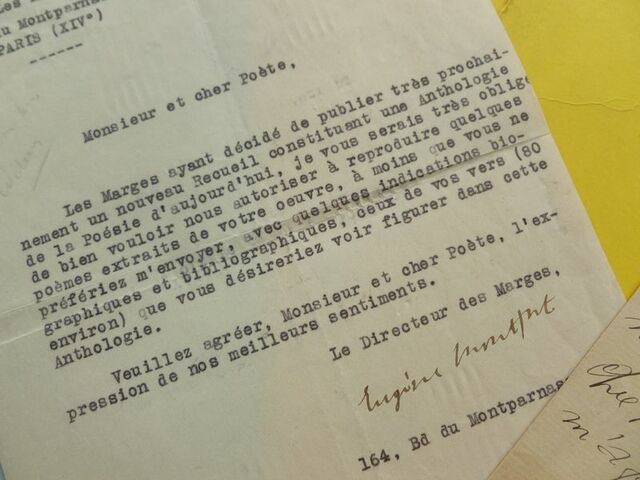 u Montparna
PARIS (XIV°)
------
Monsieur et cher Poète,
Les Marges ayant décidé de publier très prochai-
nement un nouveau Recueil constituant une Anthologie
de la Poésie d'aujourd'hui, je vous serais très oblig
de bien vouloir nous autoriser à reproduire quelques
poèmes extraits de votre oeuvre, à moins que vous ne
préfériez m'envoyer, avec quelques indications bio-
graphiques et bibliographiques, ceux de vos vers (80
environ) que vous désireriez voir figurer dans cette
Anthologie.
Veuillez agréer, Monsieur et cher Poète, l'ex-
pression de nos meilleurs sentiments.
Le Directeur des Marges,
Eugène Montfort
164, Bd du Montparnas